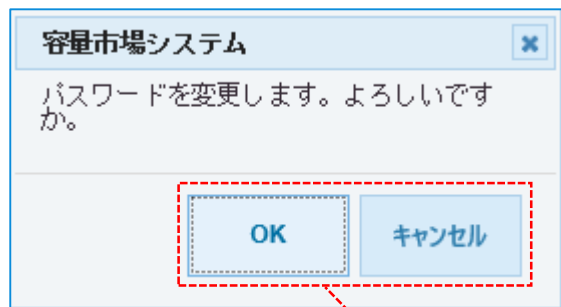 容量市場システム
パスワードを変更します。よろしいです
か。
OK
キャンセル